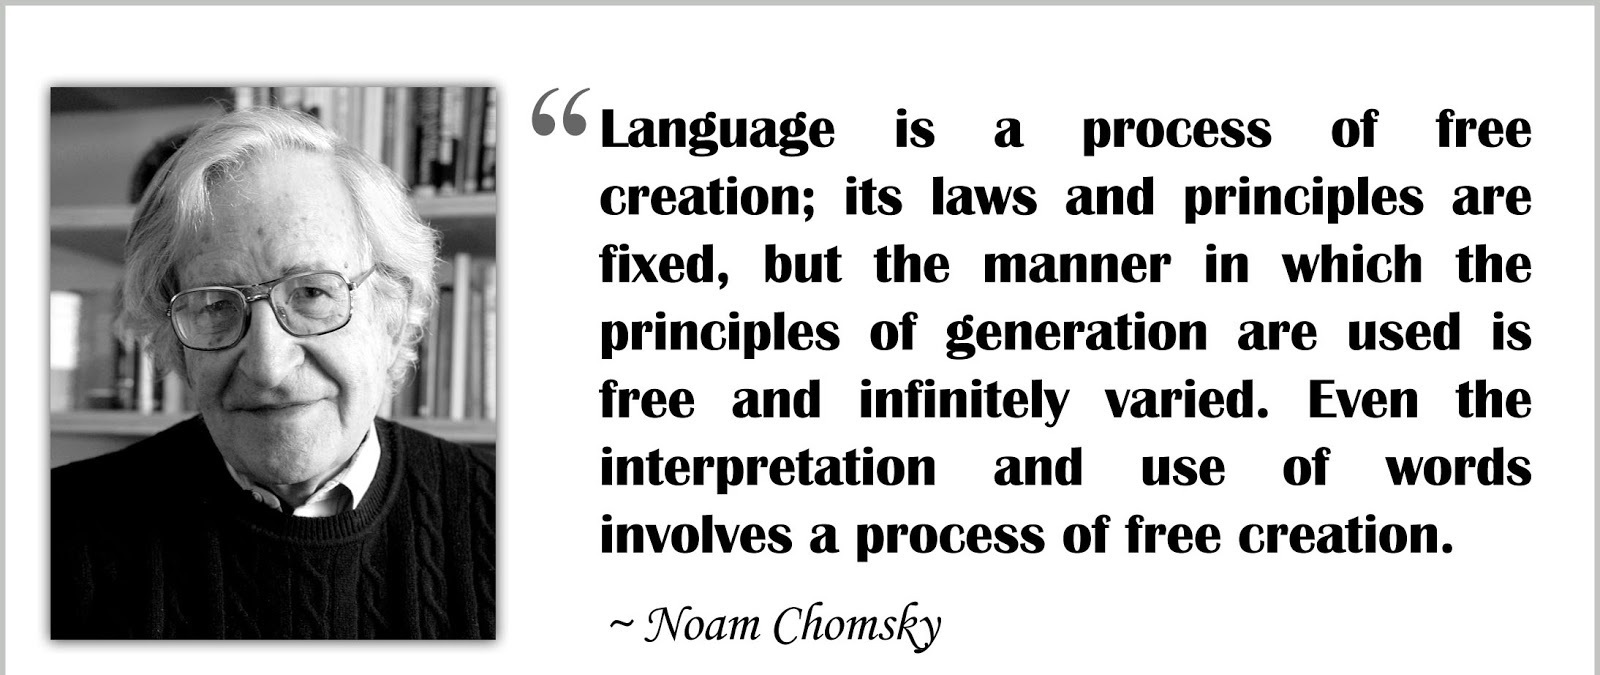 “Language is a process of free
creation; its laws and principles are
fixed, but the manner in which the
principles of generation are used is
free and infinitely varied. Even the
interpretation and use of words
involves a process of free creation.
~ Noam Chomsky